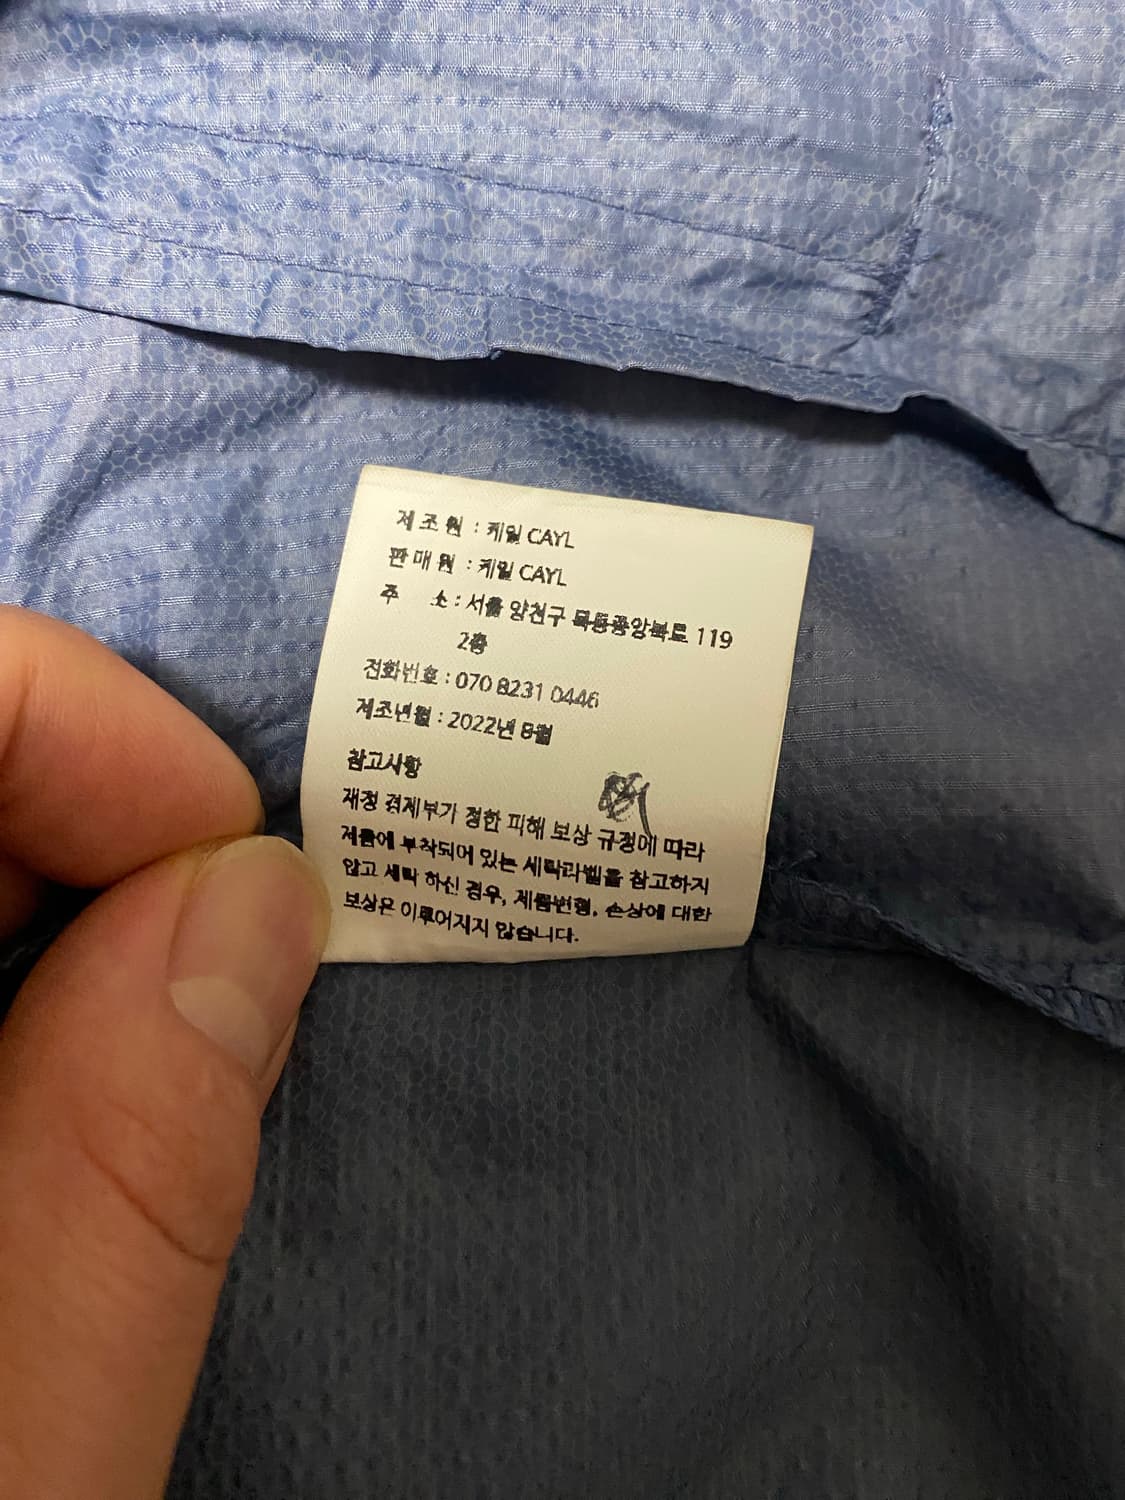 제조원 : 케일 CAYL
판매원 : 케일 CAYL
주 소 : 서울 양천구 목동중앙북로 119
2층
전화번호 : 070 8231 0446
제조년월 : 2022년 8월
참고사항
재정 경제부가 정한 피해 보상 규정에 따라
제품에 부착되어 있는 세탁라벨을 참고하지
않고 세탁 하신 경우, 제품변형, 손상에 대한
보상은 이루어지지 않습니다.